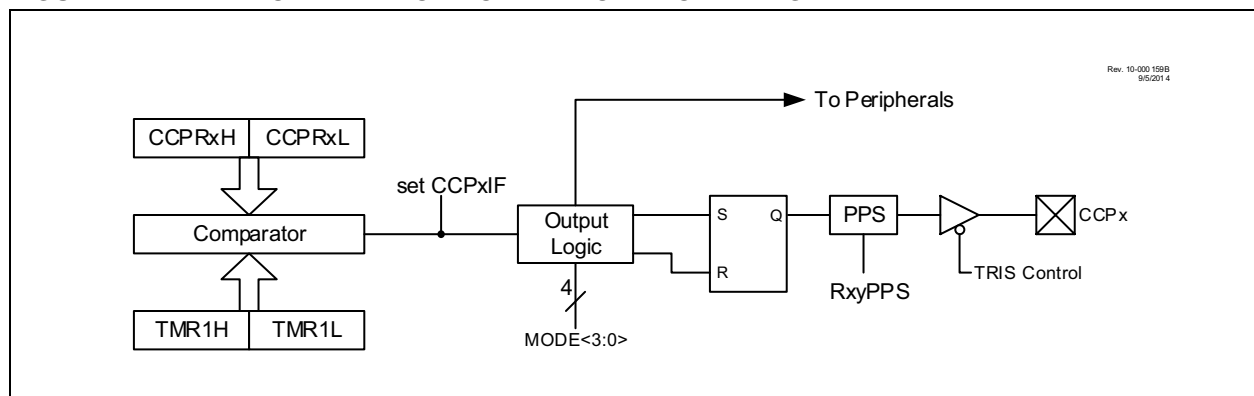 Rev. 10-000 159B
9/5/2014
To Peripherals
CCPRxH CCPRxL
set CCPxIF
Comparator
Output
Logic
S Q
R
PPS
CCPx
RxyPPS
TRIS Control
4
MODE<3:0>
TMR1H TMR1L